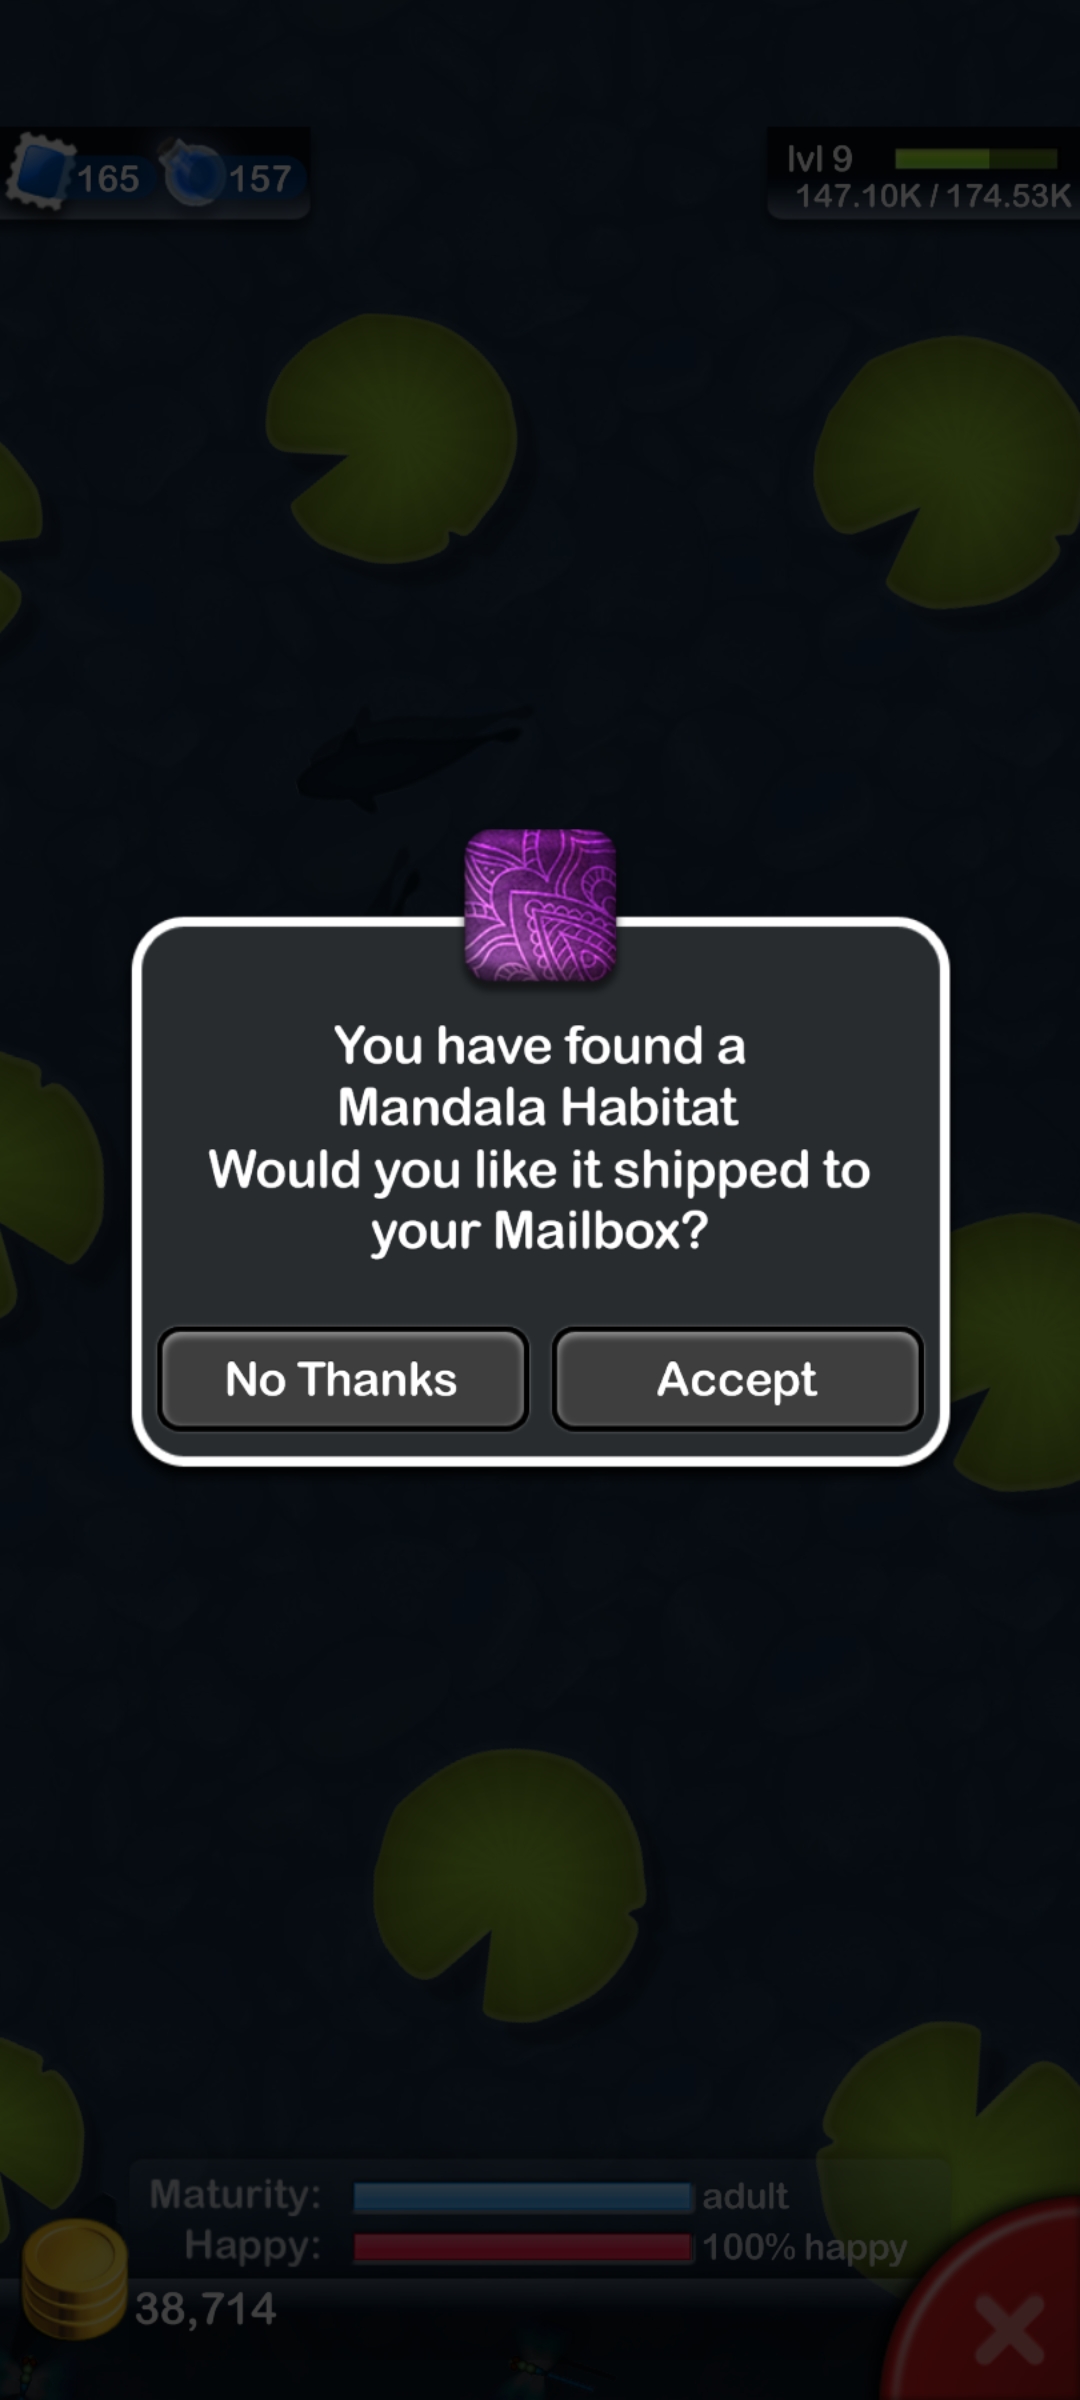 165 157
lvl 9
147.10K / 174.53K
You have found a
Mandala Habitat
Would you like it shipped to
your Mailbox?
No Thanks Accept
Maturity: adult
Happy: 100% happy
38,714